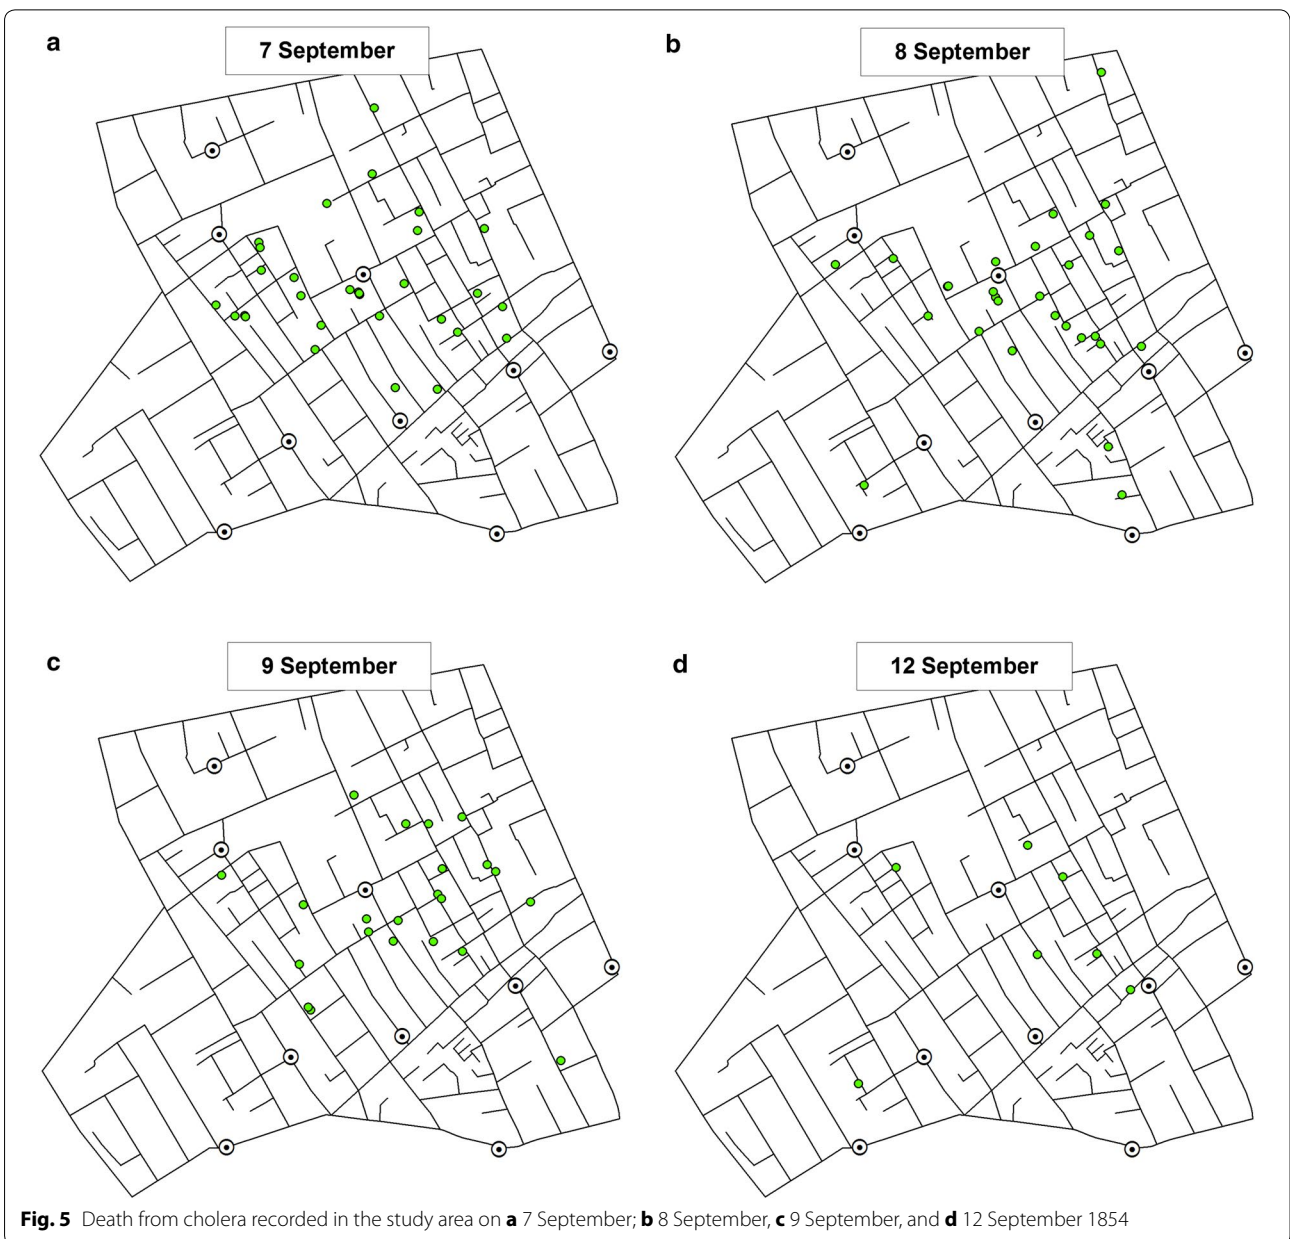 a
7 September
b
8 September
c
9 September
d
12 September
Fig. 5 Death from cholera recorded in the study area on a 7 September; b 8 September, c 9 September, and d 12 September 1854